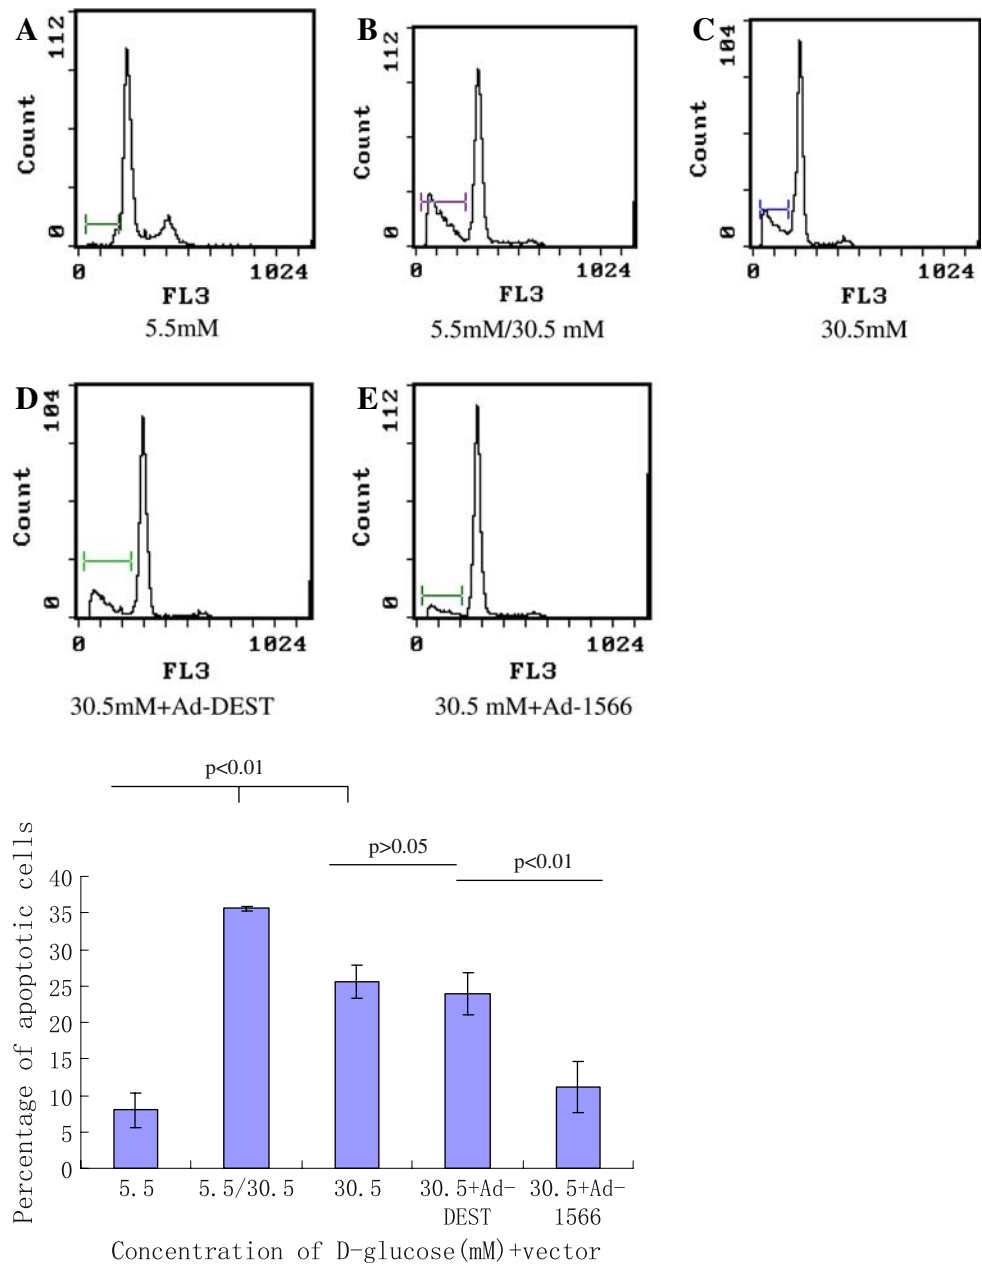 A
112
Count
0
0 1024
FL3
5.5mM
B
112
Count
0
0 1024
FL3
5.5mM/30.5 mM
C
104
Count
0
0 1024
FL3
30.5mM
D
104
Count
0
0 1024
FL3
30.5mM+Ad-DEST
E
112
Count
0
0 1024
FL3
30.5 mM+Ad-1566
p<0.01
p>0.05
p<0.01
Percentage of apoptotic cells
40
35
30
25
20
15
10
5
0
5.5 5.5/30.5 30.5 30.5+Ad- 30.5+Ad-
DEST 1566
Concentration of D-glucose(mM)+vector